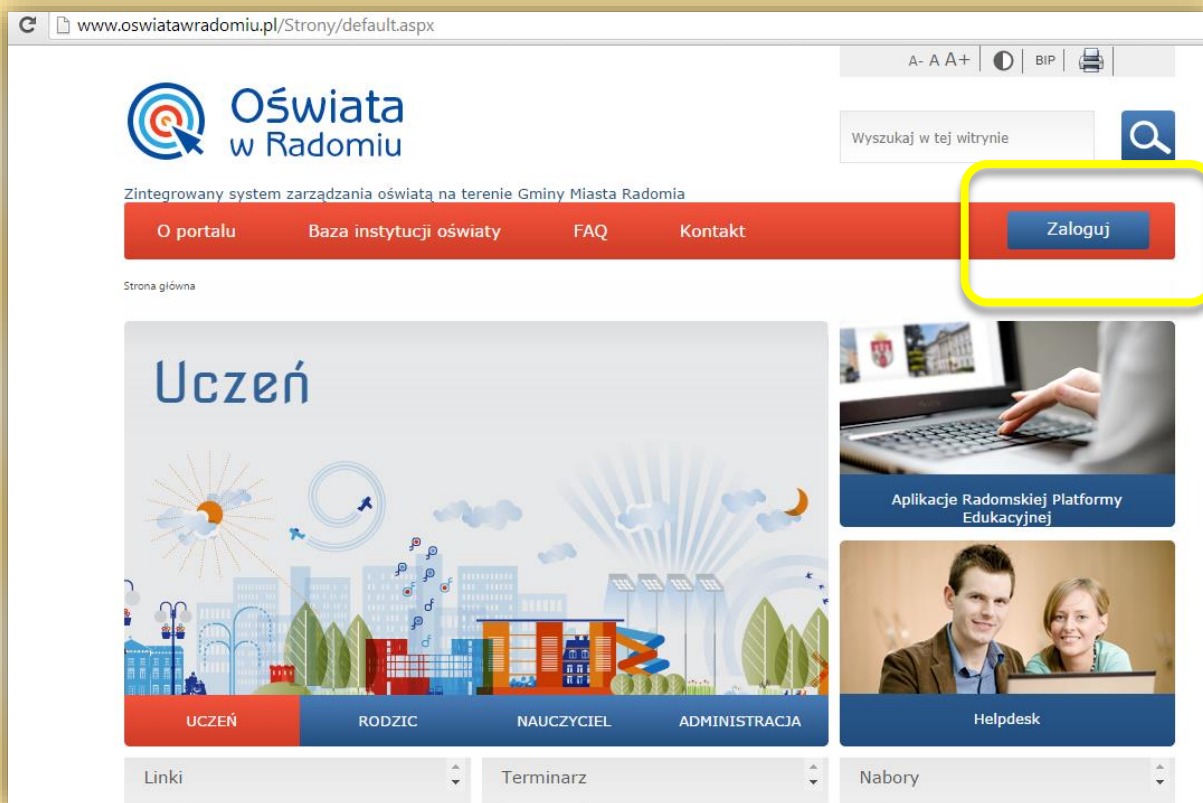 www.oswiatawradomiu.pl/Strony/default.aspx
A- A A+ BIP
Oświata
w Radomiu
Wyszukaj w tej witrynie
Zintegrowany system zarządzania oświatą na terenie Gminy Miasta Radomia
O portalu Baza instytucji oświaty FAQ Kontakt Zaloguj
Strona główna
Uczeń
Aplikacje Radomskiej Platformy
Edukacyjnej
UCZEŃ RODZIC NAUCZYCIEL ADMINISTRACJA
Helpdesk
Linki Terminarz Nabory